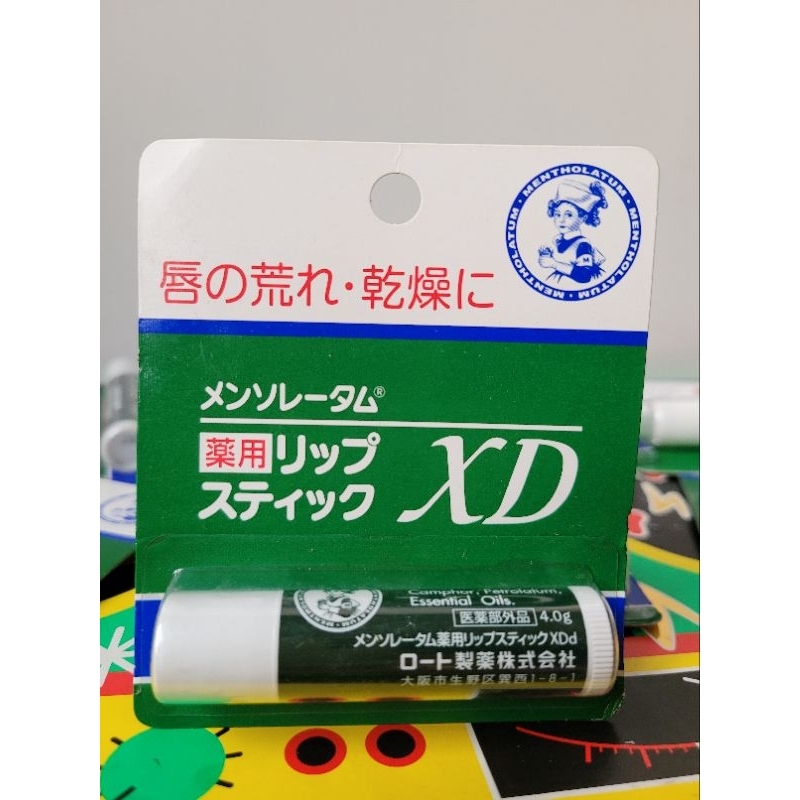 MENTHOLATUM · MENTHOLATUM · MENTHOLATUM ·
唇の荒れ・乾燥に
メンソレータム®
薬用リップ
スティック XD
Camphor, Petrolatum,
Essential Oils.
医薬部外品 4.0g
メンソレータム薬用リップスティックXDd
ロート製薬株式会社
大阪市生野区巽西1-8-1